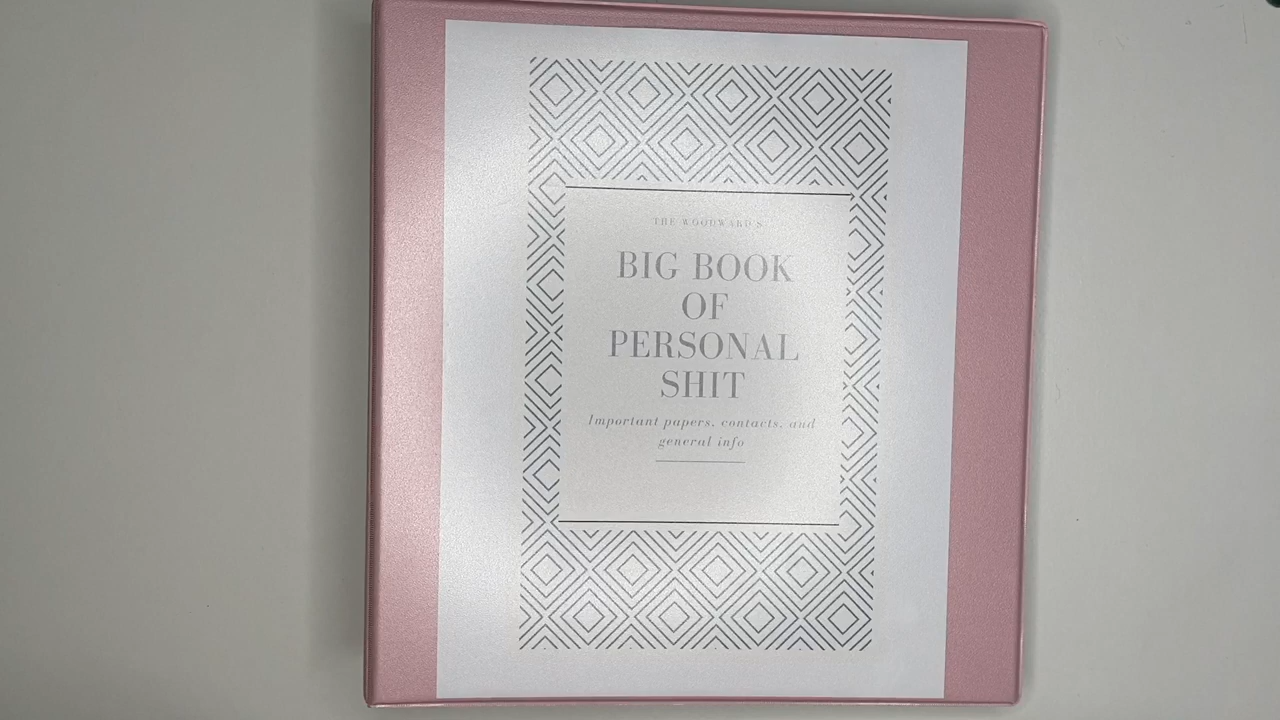 THE WOODWARD'S
BIG BOOK
OF
PERSONAL
SHIT
Important papers, contacts, and
general info